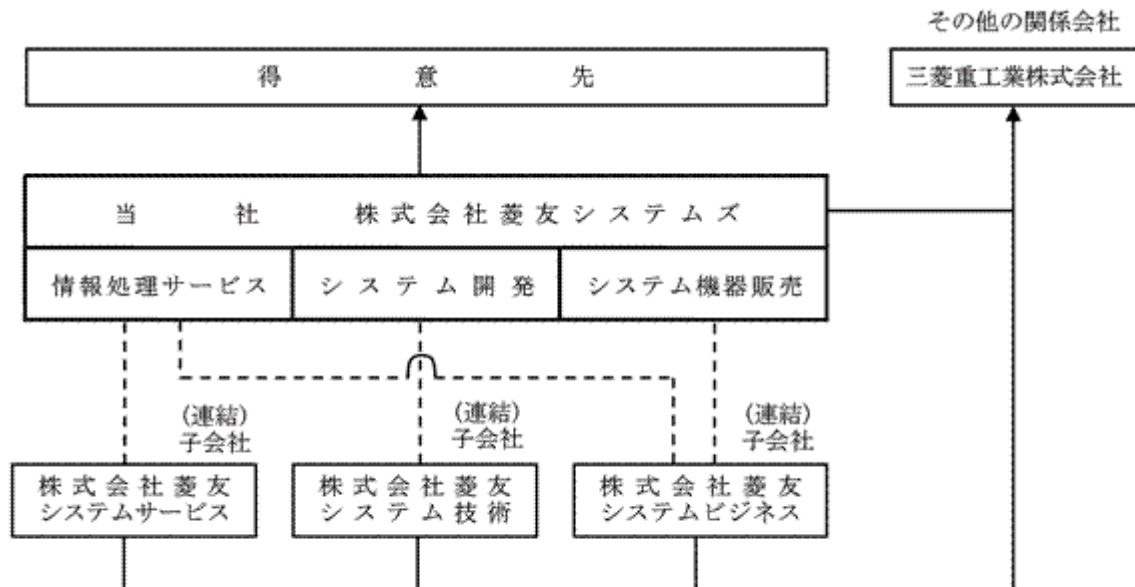 その他の関係会社
得意先
三菱重工業株式会社
当社 株式会社菱友システムズ
情報処理サービス
システム開発
システム機器販売
(連結)
子会社
(連結)
子会社
(連結)
子会社
株式会社菱友
システムサービス
株式会社菱友
システム技術
株式会社菱友
システムビジネス